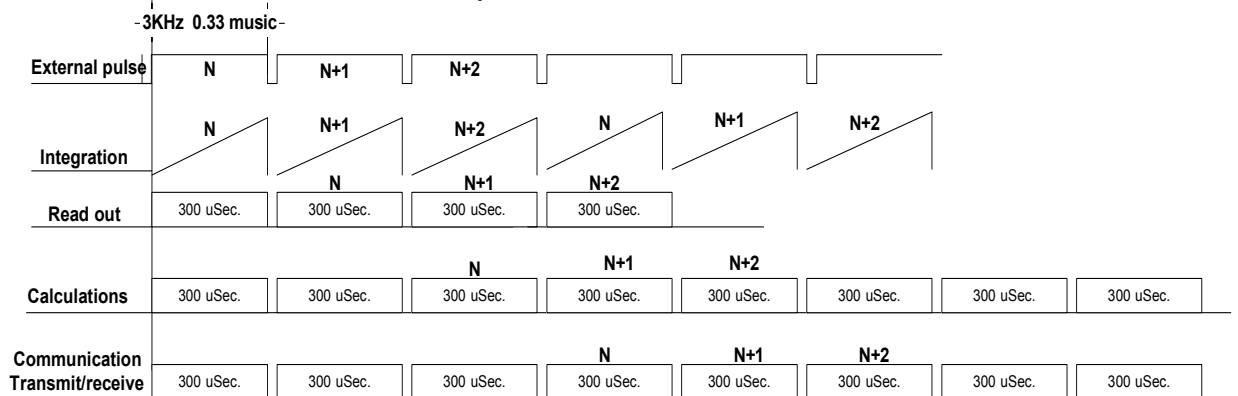 3KHz 0.33 music
External pulse N N+1 N+2
Integration N N+1 N+2 N N+1 N+2
N N+1 N+2
Read out 300 uSec. 300 uSec. 300 uSec. 300 uSec.
N N+1 N+2
Calculations 300 uSec. 300 uSec. 300 uSec. 300 uSec. 300 uSec. 300 uSec. 300 uSec. 300 uSec.
Communication N N+1 N+2
Transmit/receive 300 uSec. 300 uSec. 300 uSec. 300 uSec. 300 uSec. 300 uSec. 300 uSec. 300 uSec.